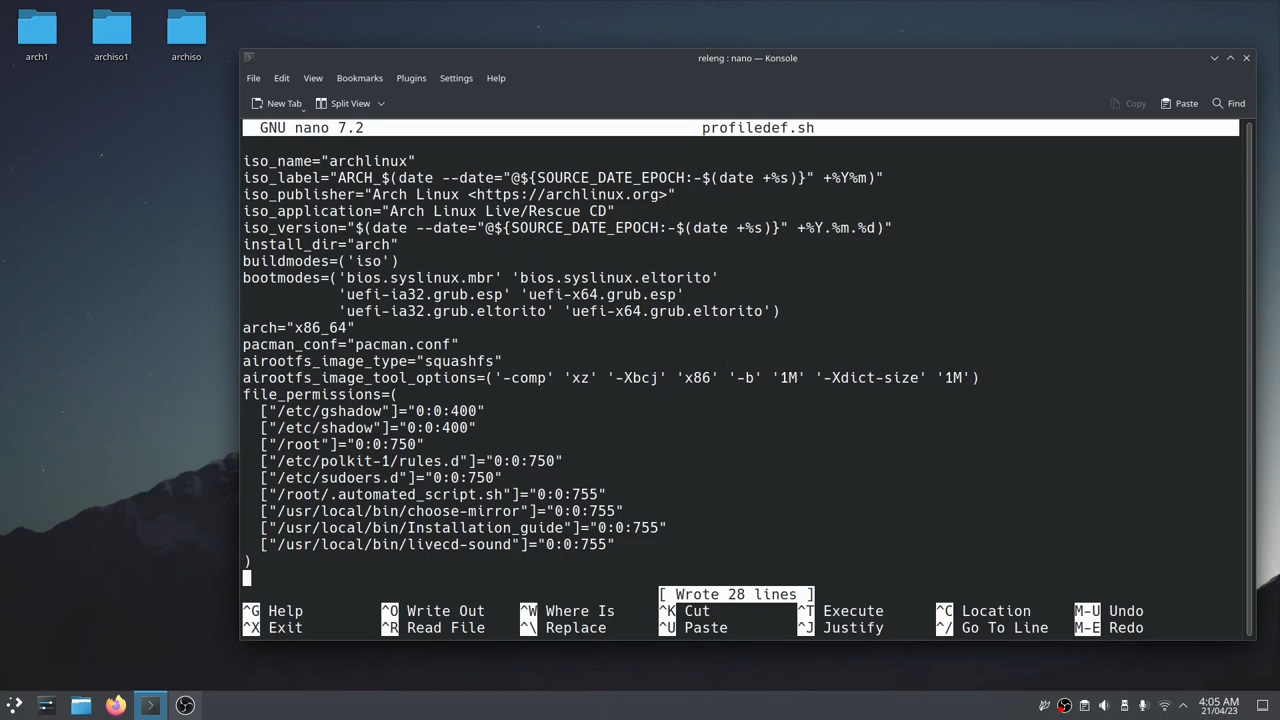 arch1
archiso1
archiso
releng : nano — Konsole
File Edit View Bookmarks Plugins Settings Help
New Tab Split View Copy Paste Find
GNU nano 7.2 profiledef.sh
iso_name="archlinux"
iso_label="ARCH_$(date --date="@${SOURCE_DATE_EPOCH:-$(date +%s)}" +%Y%m)"
iso_publisher="Arch Linux <https://archlinux.org>"
iso_application="Arch Linux Live/Rescue CD"
iso_version="$(date --date="@${SOURCE_DATE_EPOCH:-$(date +%s)}" +%Y.%m.%d)"
install_dir="arch"
buildmodes=('iso')
bootmodes=('bios.syslinux.mbr' 'bios.syslinux.eltorito'
           'uefi-ia32.grub.esp' 'uefi-x64.grub.esp'
           'uefi-ia32.grub.eltorito' 'uefi-x64.grub.eltorito')
arch="x86_64"
pacman_conf="pacman.conf"
airootfs_image_type="squashfs"
airootfs_image_tool_options=('-comp' 'xz' '-Xbcj' 'x86' '-b' '1M' '-Xdict-size' '1M')
file_permissions=(
  ["/etc/gshadow"]="0:0:400"
  ["/etc/shadow"]="0:0:400"
  ["/root"]="0:0:750"
  ["/etc/polkit-1/rules.d"]="0:0:750"
  ["/etc/sudoers.d"]="0:0:750"
  ["/root/.automated_script.sh"]="0:0:755"
  ["/usr/local/bin/choose-mirror"]="0:0:755"
  ["/usr/local/bin/Installation_guide"]="0:0:755"
  ["/usr/local/bin/livecd-sound"]="0:0:755"
)
[ Wrote 28 lines ]
^G Help ^O Write Out ^W Where Is ^K Cut ^T Execute ^C Location M-U Undo
^X Exit ^R Read File ^\ Replace ^U Paste ^J Justify ^/ Go To Line M-E Redo
4:05 AM
21/04/23